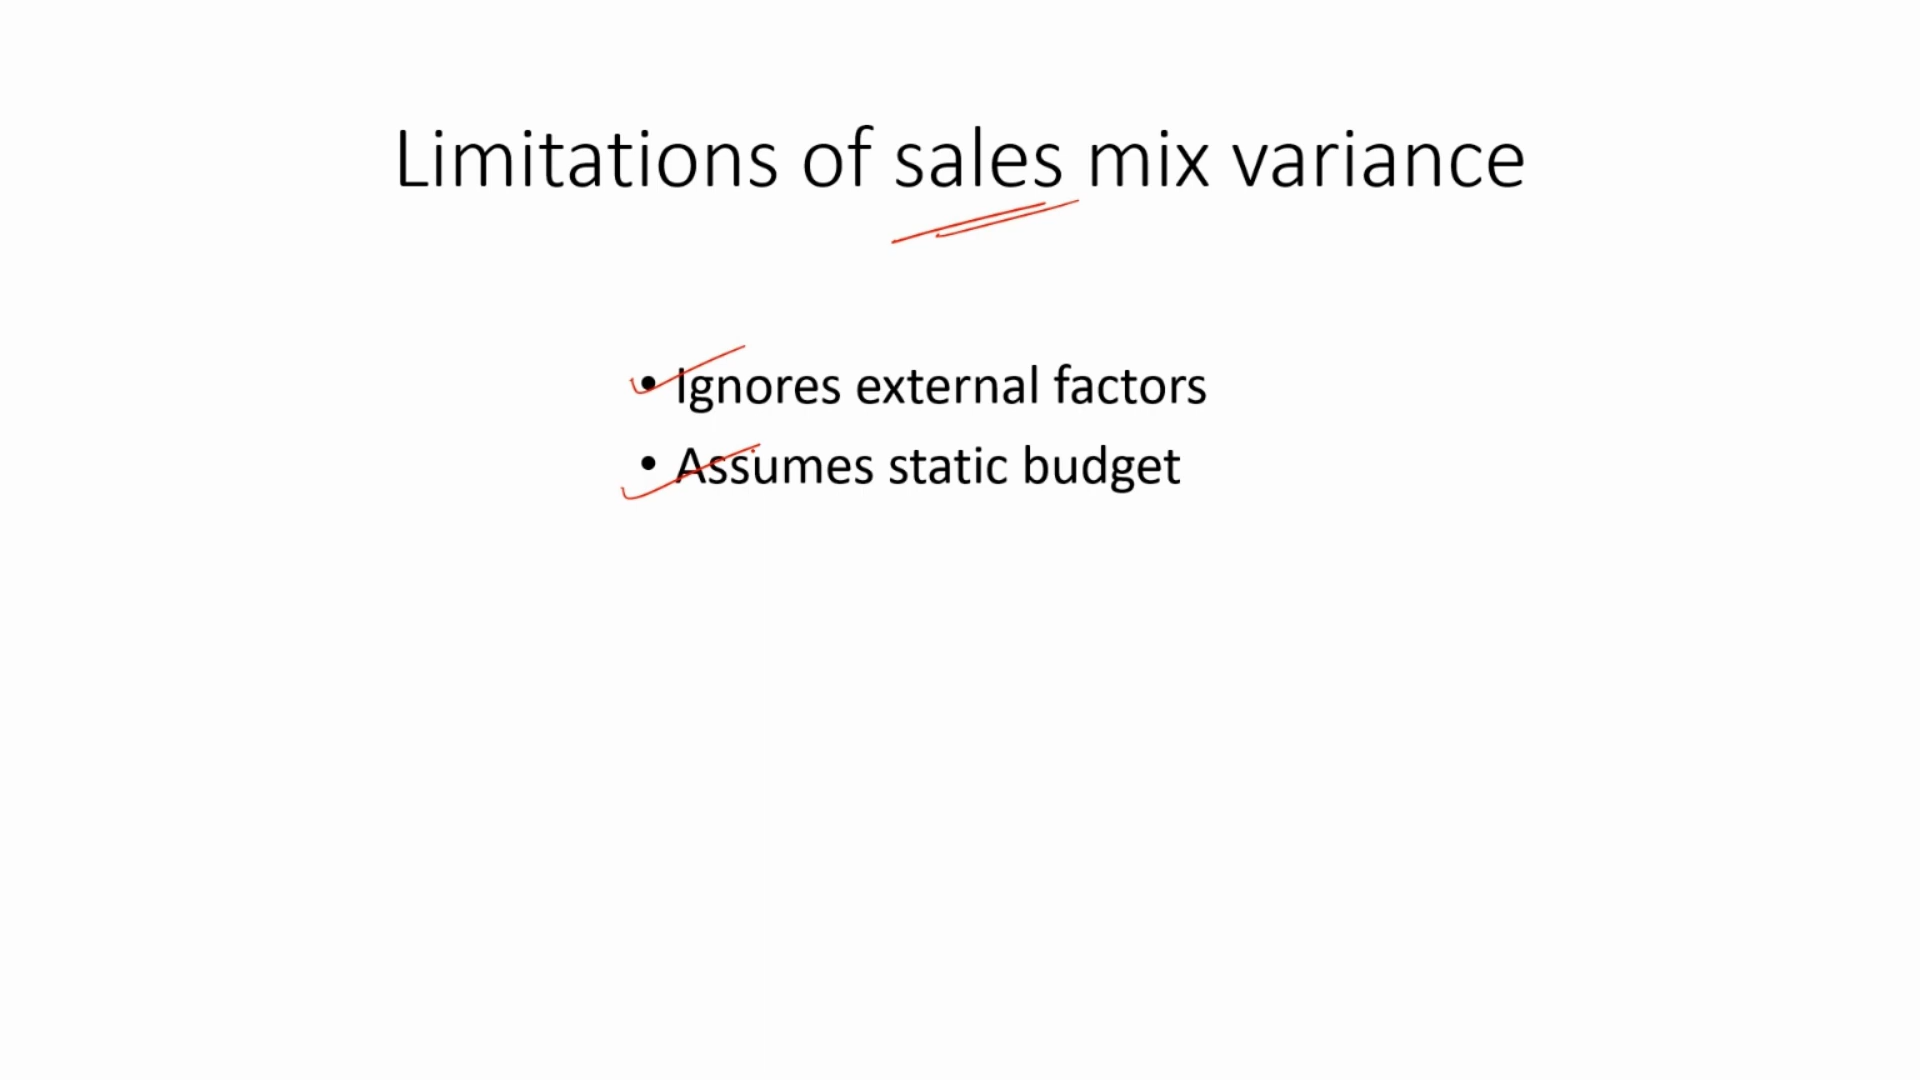 Limitations of sales mix variance
• Ignores external factors
• Assumes static budget